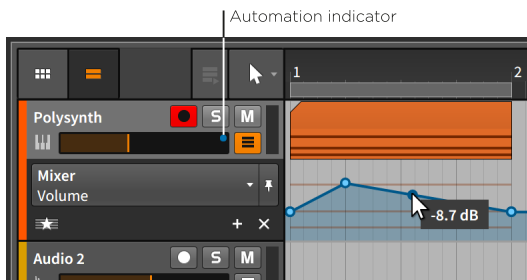 Automation indicator
1
2
Polysynth
S M
Mixer
Volume
-8.7 dB
Audio 2
S M